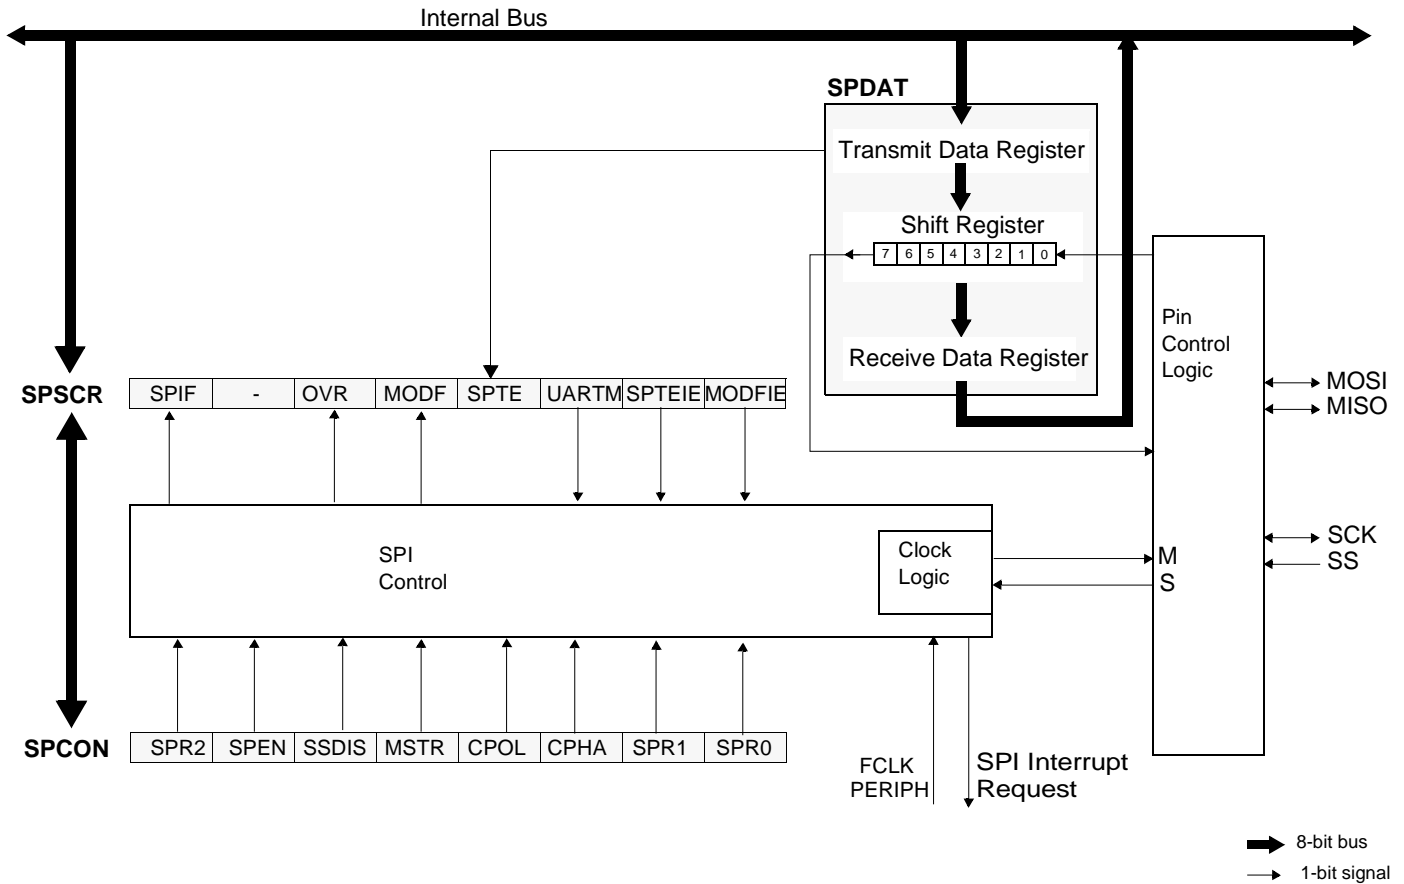 Internal Bus
SPDAT
Transmit Data Register
Shift Register
7 6 5 4 3 2 1 0
Receive Data Register
Pin
Control
Logic
MOSI
MISO
SPSCR
SPIF - OVR MODF SPTE UARTM SPTEIE MODFIE
SPI
Control
Clock
Logic
M
S
SCK
SS
SPCON
SPR2 SPEN SSDIS MSTR CPOL CPHA SPR1 SPR0
FCLK
PERIPH
SPI Interrupt
Request
8-bit bus
1-bit signal